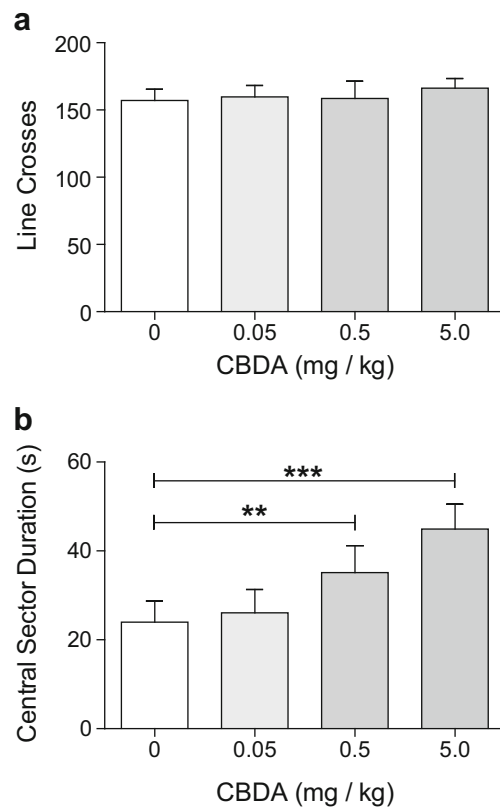 a
200
150
100
50
0
Line Crosses
0 0.05 0.5 5.0
CBDA (mg / kg)
b
60
40
20
0
Central Sector Duration (s)
***
**
0 0.05 0.5 5.0
CBDA (mg / kg)